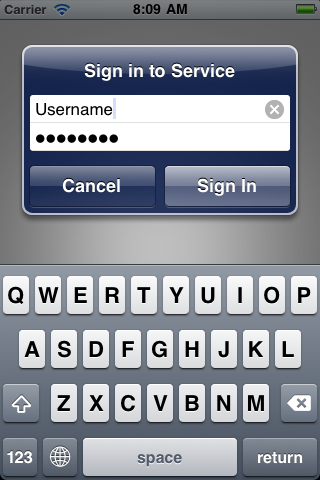 Carrier 8:09 AM
Sign in to Service
Username
••••••••
Cancel Sign In
Q W E R T Y U I O P
A S D F G H J K L
Z X C V B N M
123 space return